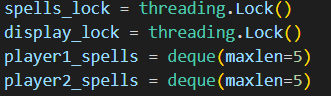 spells_lock = threading.Lock()
display_lock = threading.Lock()
player1_spells = deque(maxlen=5)
player2_spells = deque(maxlen=5)